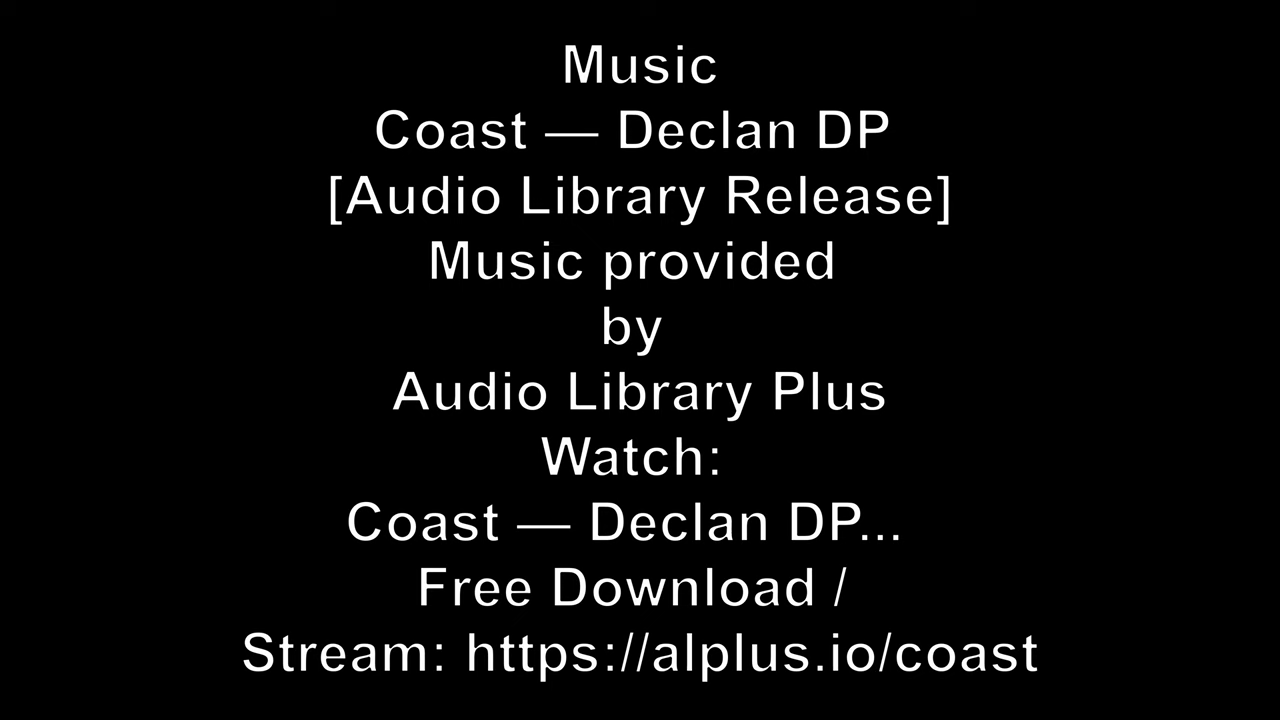 Music
Coast — Declan DP
[Audio Library Release]
Music provided
by
Audio Library Plus
Watch:
Coast — Declan DP...
Free Download /
Stream: https://alplus.io/coast